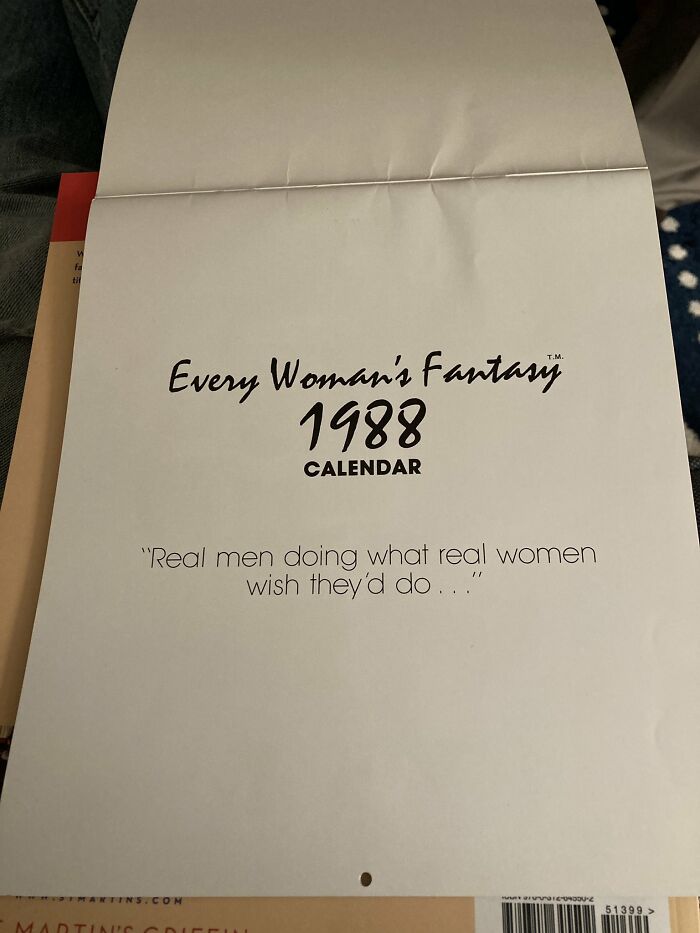 Every Woman's Fantasy T.M.
1988
CALENDAR
"Real men doing what real women
wish they'd do . . ."
51399 >